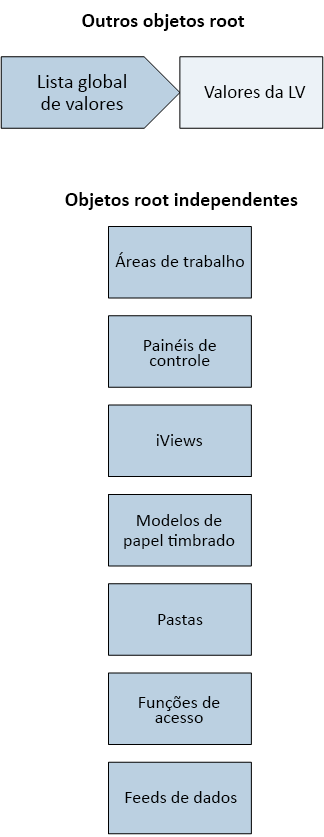 Outros objetos root
Lista global
de valores
Valores da LV
Objetos root independentes
Áreas de trabalho
Painéis de
controle
iViews
Modelos de
papel timbrado
Pastas
Funções de
acesso
Feeds de dados